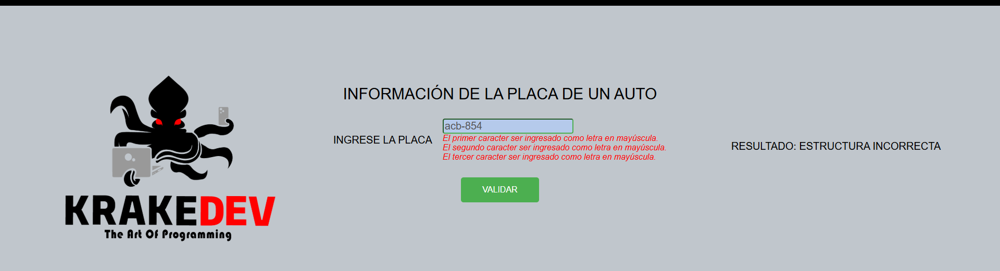 INFORMACIÓN DE LA PLACA DE UN AUTO
INGRESE LA PLACA
acb-854
El primer caracter ser ingresado como letra en mayúscula.
El segundo caracter ser ingresado como letra en mayúscula.
El tercer caracter ser ingresado como letra en mayúscula.
VALIDAR
RESULTADO: ESTRUCTURA INCORRECTA
KRAKEDEV
The Art Of Programming